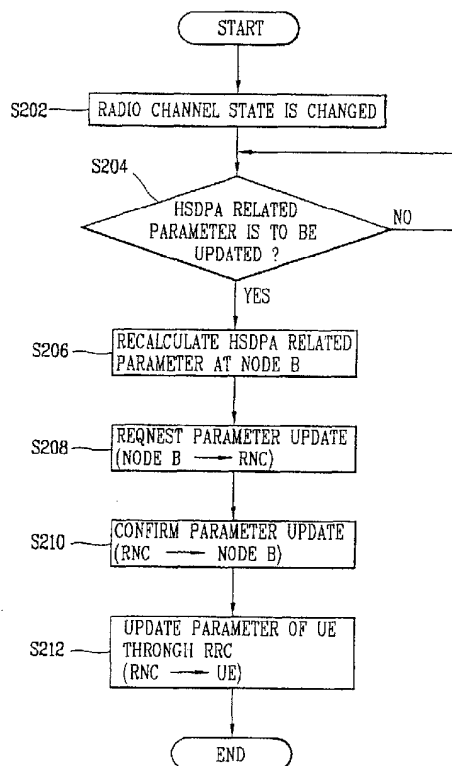 START
S202
RADIO CHANNEL STATE IS CHANGED
S204
HSDPA RELATED
PARAMETER IS TO BE
UPDATED ?
NO
YES
S206
RECALCULATE HSDPA RELATED
PARAMETER AT NODE B
S208
REQNEST PARAMETER UPDATE
(NODE B → RNC)
S210
CONFIRM PARAMETER UPDATE
(RNC → NODE B)
S212
UPDATE PARAMETER OF UE
THRONGH RRC
(RNC → UE)
END